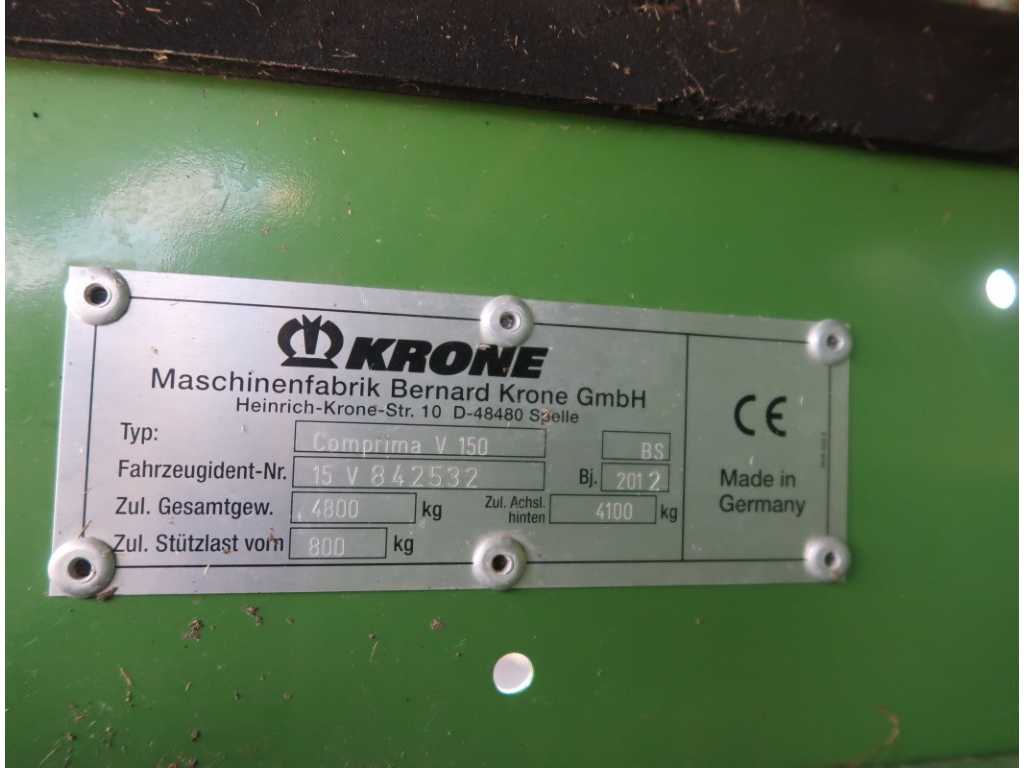 KRONE
Maschinenfabrik Bernard Krone GmbH
Heinrich-Krone-Str. 10 D-48480 Spelle
Typ: Comprima V 150 BS
Fahrzeugident-Nr. 15 V 842532 Bj. 2012
Zul. Gesamtgew. 4800 kg Zul. Achsl. hinten 4100 kg
Zul. Stützlast vorn 800 kg
CE
Made in
Germany